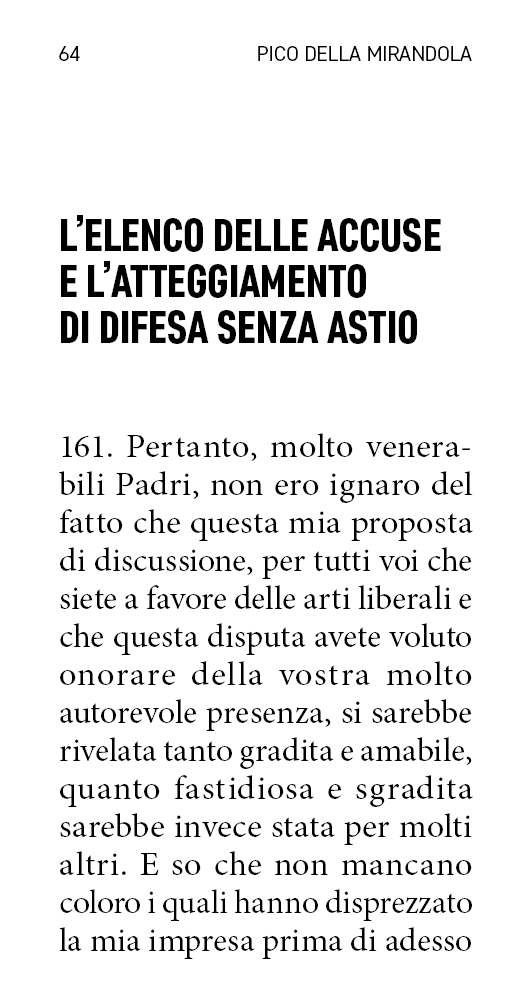 64 PICO DELLA MIRANDOLA
L’ELENCO DELLE ACCUSE
E L’ATTEGGIAMENTO
DI DIFESA SENZA ASTIO
161. Pertanto, molto venera-
bili Padri, non ero ignaro del
fatto che questa mia proposta
di discussione, per tutti voi che
siete a favore delle arti liberali e
che questa disputa avete voluto
onorare della vostra molto
autorevole presenza, si sarebbe
rivelata tanto gradita e amabile,
quanto fastidiosa e sgradita
sarebbe invece stata per molti
altri. E so che non mancano
coloro i quali hanno disprezzato
la mia impresa prima di adesso